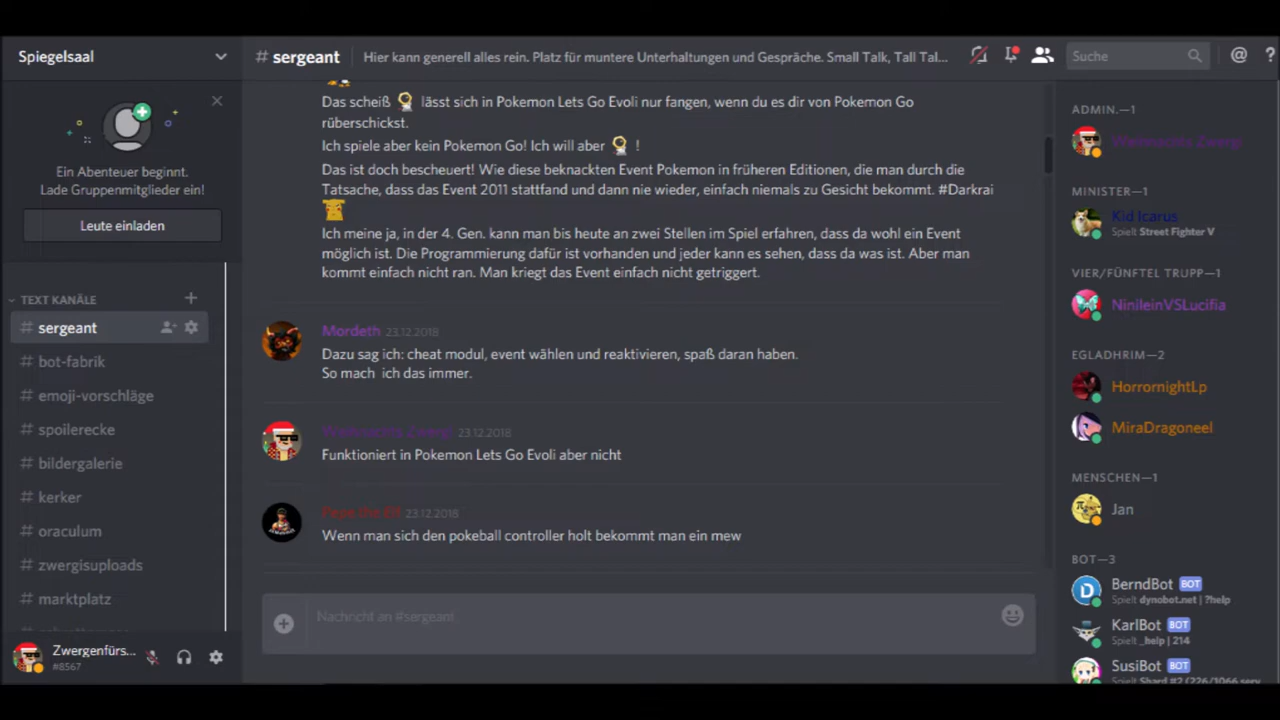 Spiegelsaal
Ein Abenteuer beginnt.
Lade Gruppenmitglieder ein!
Leute einladen
TEXT KANÄLE
# sergeant
# bot-fabrik
# emoji-vorschläge
# spoilerecke
# bildergalerie
# kerker
# oraculum
# zwergisuploads
# marktplatz
Zwergenfürs...
#8567
# sergeant
Hier kann generell alles rein. Platz für muntere Unterhaltungen und Gespräche. Small Talk, Tall Tal...
Suche
Das scheiß lässt sich in Pokemon Lets Go Evoli nur fangen, wenn du es dir von Pokemon Go
rüberschickst.
Ich spiele aber kein Pokemon Go! Ich will aber !
Das ist doch bescheuert! Wie diese beknackten Event Pokemon in früheren Editionen, die man durch die
Tatsache, dass das Event 2011 stattfand und dann nie wieder, einfach niemals zu Gesicht bekommt. #Darkrai
Ich meine ja, in der 4. Gen. kann man bis heute an zwei Stellen im Spiel erfahren, dass da wohl ein Event
möglich ist. Die Programmierung dafür ist vorhanden und jeder kann es sehen, dass da was ist. Aber man
kommt einfach nicht ran. Man kriegt das Event einfach nicht getriggert.
Mordeth 23.12.2018
Dazu sag ich: cheat modul, event wählen und reaktivieren, spaß daran haben.
So mach ich das immer.
Weihnachts Zwerg 23.12.2018
Funktioniert in Pokemon Lets Go Evoli aber nicht
23.12.2018
Wenn man sich den pokeball controller holt bekommt man ein mew
Nachricht an #sergeant
ADMIN.—1
Weihnachts Zwerg
MINISTER—1
Kid Icarus
Spielt Street Fighter V
VIER/FÜNFTEL TRUPP—1
NinileinVSLucifia
EGLADHRIM—2
HorrornightLp
MiraDragoneel
MENSCHEN—1
Jan
BOT—3
BerndBot BOT
Spielt dynobot.net | ?help
KarlBot BOT
Spielt _help | 214
SusiBot BOT
Spielt Shard #2 (226/1066 serv